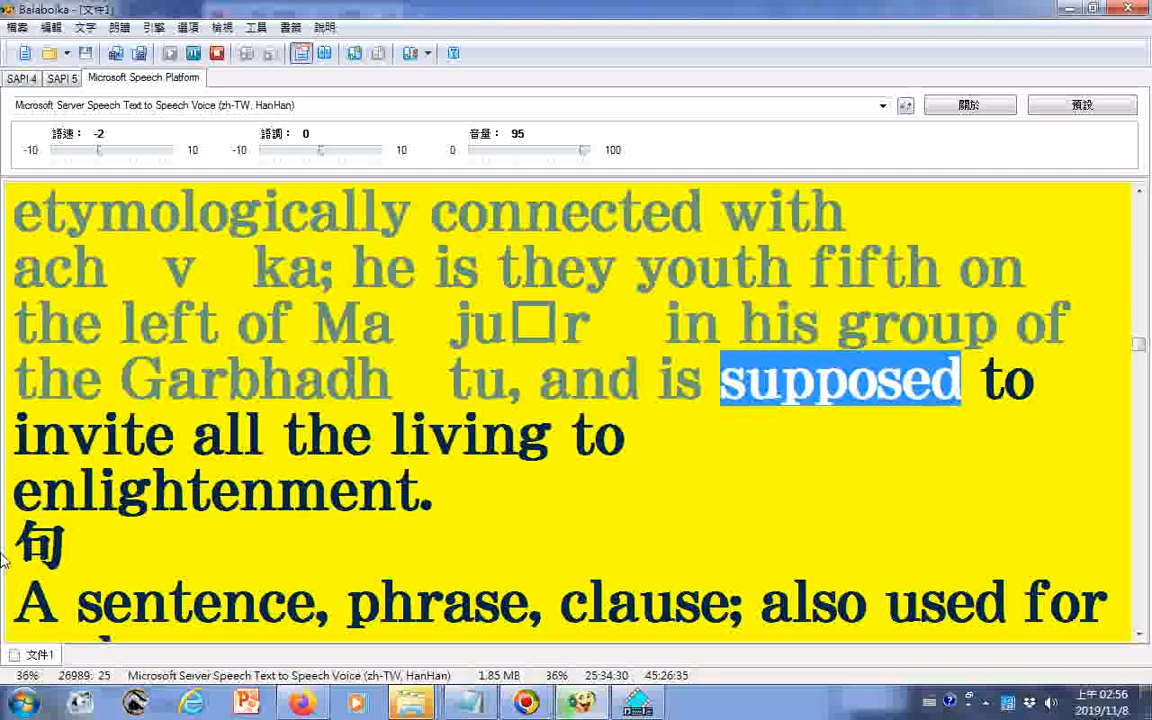 Balabolka - [文件1]
檔案 編輯 文字 朗讀 引擎 選項 檢視 工具 書籤 說明
SAPI 4 SAPI 5 Microsoft Speech Platform
Microsoft Server Speech Text to Speech Voice (zh-TW, HanHan) 關於 預設
語速： -2 語調： 0 音量： 95
-10 10 -10 10 0 100
etymologically connected with
ach v ka; he is they youth fifth on
the left of Ma ju□r in his group of
the Garbhadh tu, and is supposed to
invite all the living to
enlightenment.
句
A sentence, phrase, clause; also used for
文件1
36% 26989: 25 Microsoft Server Speech Text to Speech Voice (zh-TW, HanHan) 1.85 MB 36% 25:34:30 45:26:35
上午 02:56
2019/11/8